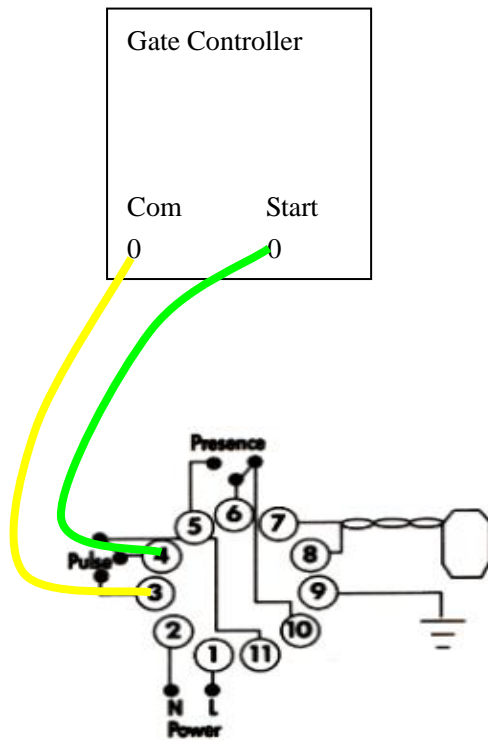 Gate Controller
Com Start
0 0
Presence
5 6 7
4 8
Pulse
3 9
2 10
1 11
N L
Power